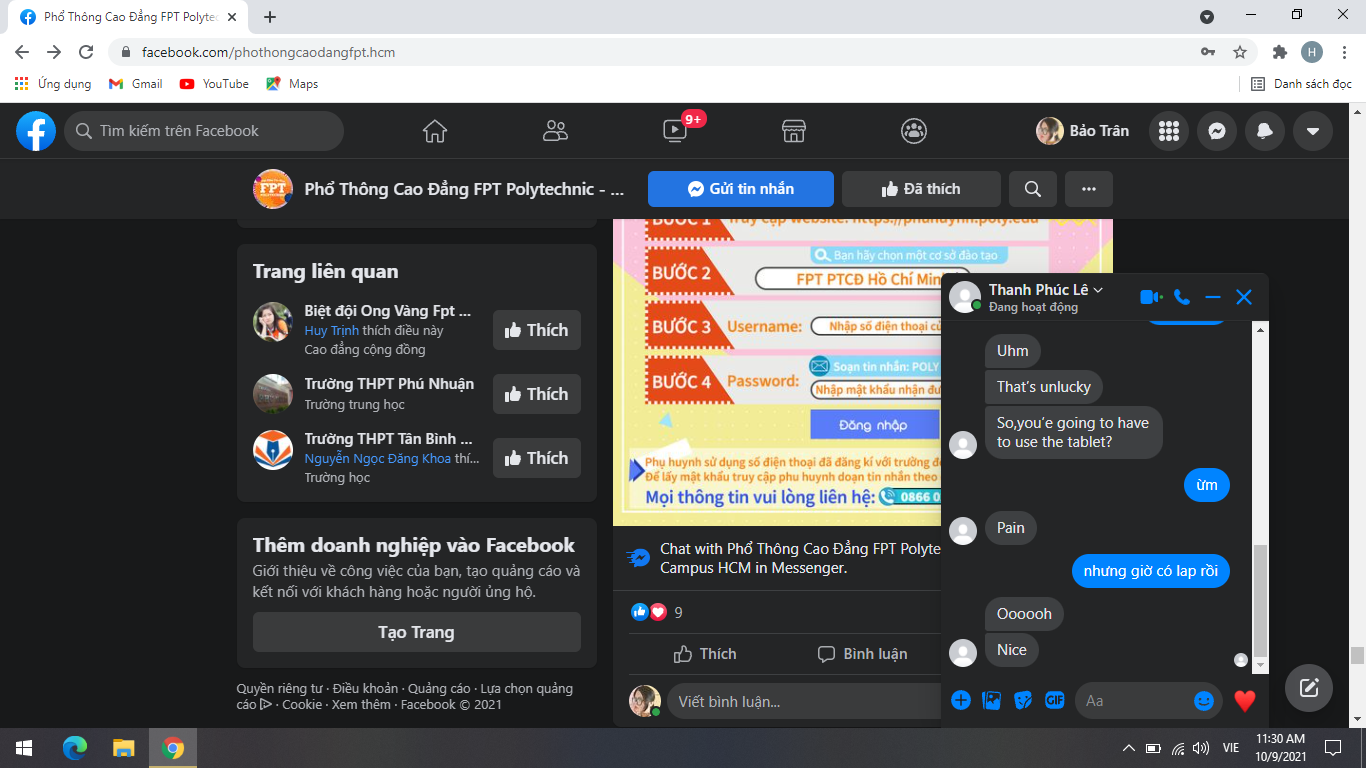 Phổ Thông Cao Đẳng FPT Polytec
facebook.com/phothongcaodangfpt.hcm
H
Ứng dụng
Gmail
YouTube
Maps
Danh sách đọc
Tìm kiếm trên Facebook
9+
Bảo Trân
FPT
Phổ Thông Cao Đẳng FPT Polytechnic - ...
Gửi tin nhắn
Đã thích
Trang liên quan
Biệt đội Ong Vàng Fpt ...
Huy Trịnh thích điều này
Cao đẳng cộng đồng
Thích
Trường THPT Phú Nhuận
Trường trung học
Thích
Trường THPT Tân Bình ...
Nguyễn Ngọc Đăng Khoa thí...
Trường học
Thích
Thêm doanh nghiệp vào Facebook
Giới thiệu về công việc của bạn, tạo quảng cáo và
kết nối với khách hàng hoặc người ủng hộ.
Tạo Trang
Quyền riêng tư · Điều khoản · Quảng cáo · Lựa chọn quảng
cáo · Cookie · Xem thêm · Facebook © 2021
BƯỚC 1
Truy cập website: https://phuhuynh.poly.edu
Bạn hãy chọn một cơ sở đào tạo
BƯỚC 2
FPT PTCĐ Hồ Chí Min
BƯỚC 3
Username:
Nhập số điện thoại
Soạn tin nhắn: POLY
BƯỚC 4
Password:
Nhập mật khẩu nhận
Đăng nhập
Phụ huynh sử dụng số điện thoại đã đăng kí với trường
Để lấy mật khẩu truy cập phu huynh doạn tin nhắn theo
Mọi thông tin vui lòng liên hệ: 0866 0
Chat with Phổ Thông Cao Đẳng FPT Polyte
Campus HCM in Messenger.
9
Thích
Bình luận
Viết bình luận...
Thanh Phúc Lê
Đang hoạt động
Uhm
That's unlucky
So,you'e going to have
to use the tablet?
ừm
Pain
nhưng giờ có lap rồi
Oooooh
Nice
GIF
Aa
VIE
11:30 AM
10/9/2021